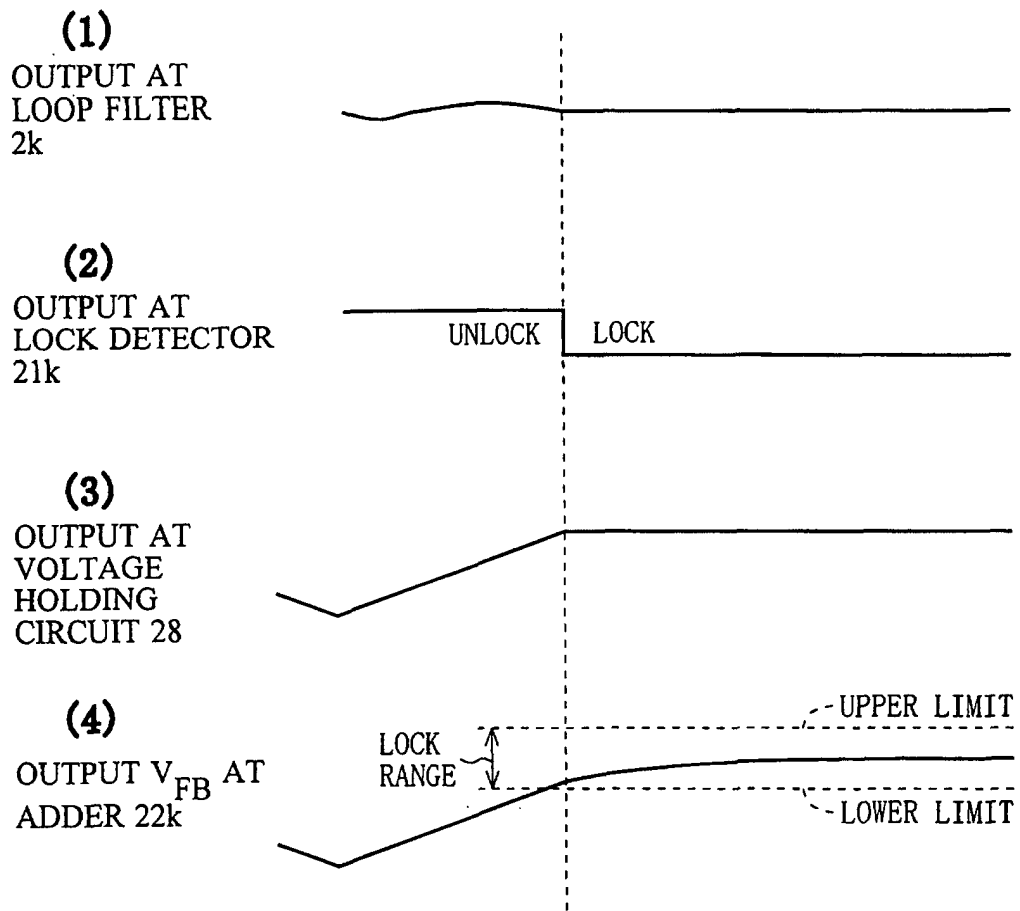 (1)
OUTPUT AT
LOOP FILTER
2k
(2)
OUTPUT AT
LOCK DETECTOR
21k
UNLOCK
LOCK
(3)
OUTPUT AT
VOLTAGE
HOLDING
CIRCUIT 28
(4)
OUTPUT V_FB AT
ADDER 22k
LOCK
RANGE
UPPER LIMIT
LOWER LIMIT